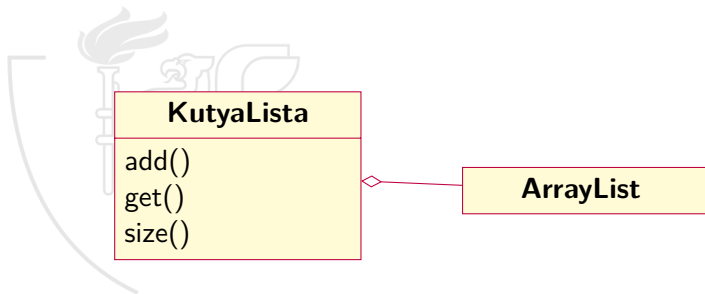 KutyaLista
add()
get()
size()
ArrayList